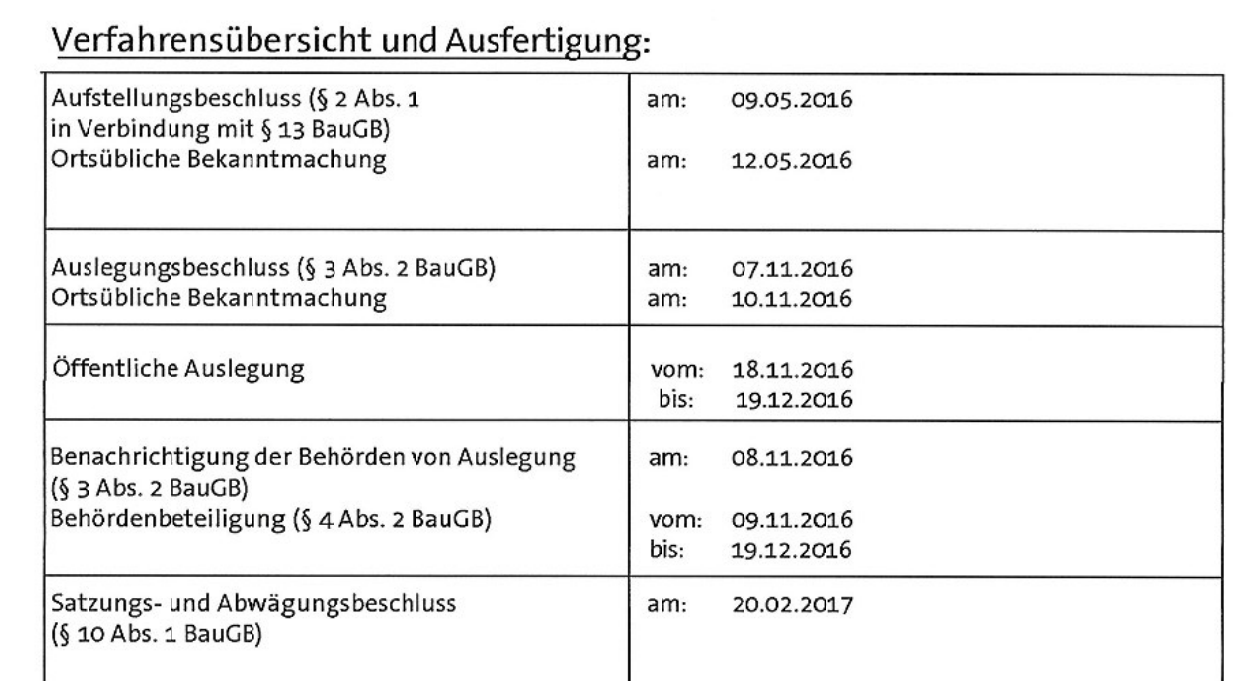 Verfahrensübersicht und Ausfertigung:
Aufstellungsbeschluss (§ 2 Abs. 1 am: 09.05.2016
in Verbindung mit § 13 BauGB)
Ortsübliche Bekanntmachung am: 12.05.2016
Auslegungsbeschluss (§ 3 Abs. 2 BauGB) am: 07.11.2016
Ortsübliche Bekanntmachung am: 10.11.2016
Öffentliche Auslegung vom: 18.11.2016
bis: 19.12.2016
Benachrichtigung der Behörden von Auslegung am: 08.11.2016
(§ 3 Abs. 2 BauGB)
Behördenbeteiligung (§ 4 Abs. 2 BauGB) vom: 09.11.2016
bis: 19.12.2016
Satzungs- und Abwägungsbeschluss am: 20.02.2017
(§ 10 Abs. 1 BauGB)